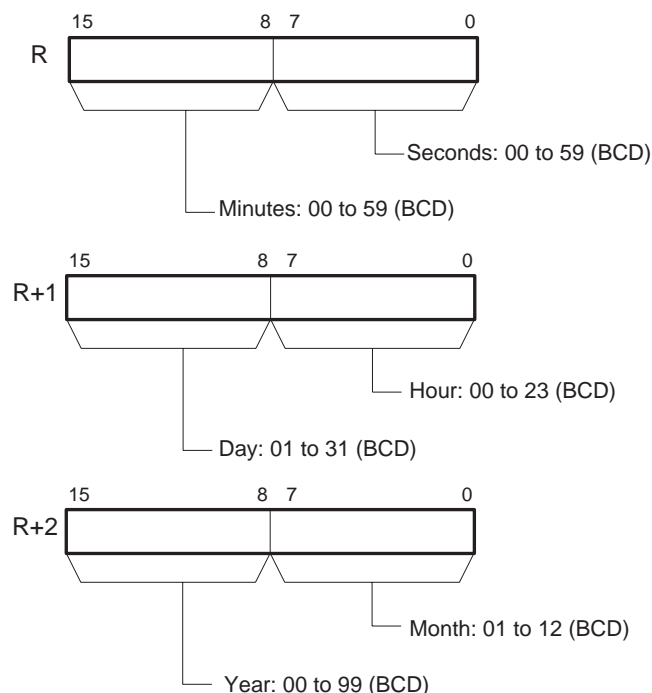 15 8 7 0
R
Seconds: 00 to 59 (BCD)
Minutes: 00 to 59 (BCD)
15 8 7 0
R+1
Hour: 00 to 23 (BCD)
Day: 01 to 31 (BCD)
15 8 7 0
R+2
Month: 01 to 12 (BCD)
Year: 00 to 99 (BCD)